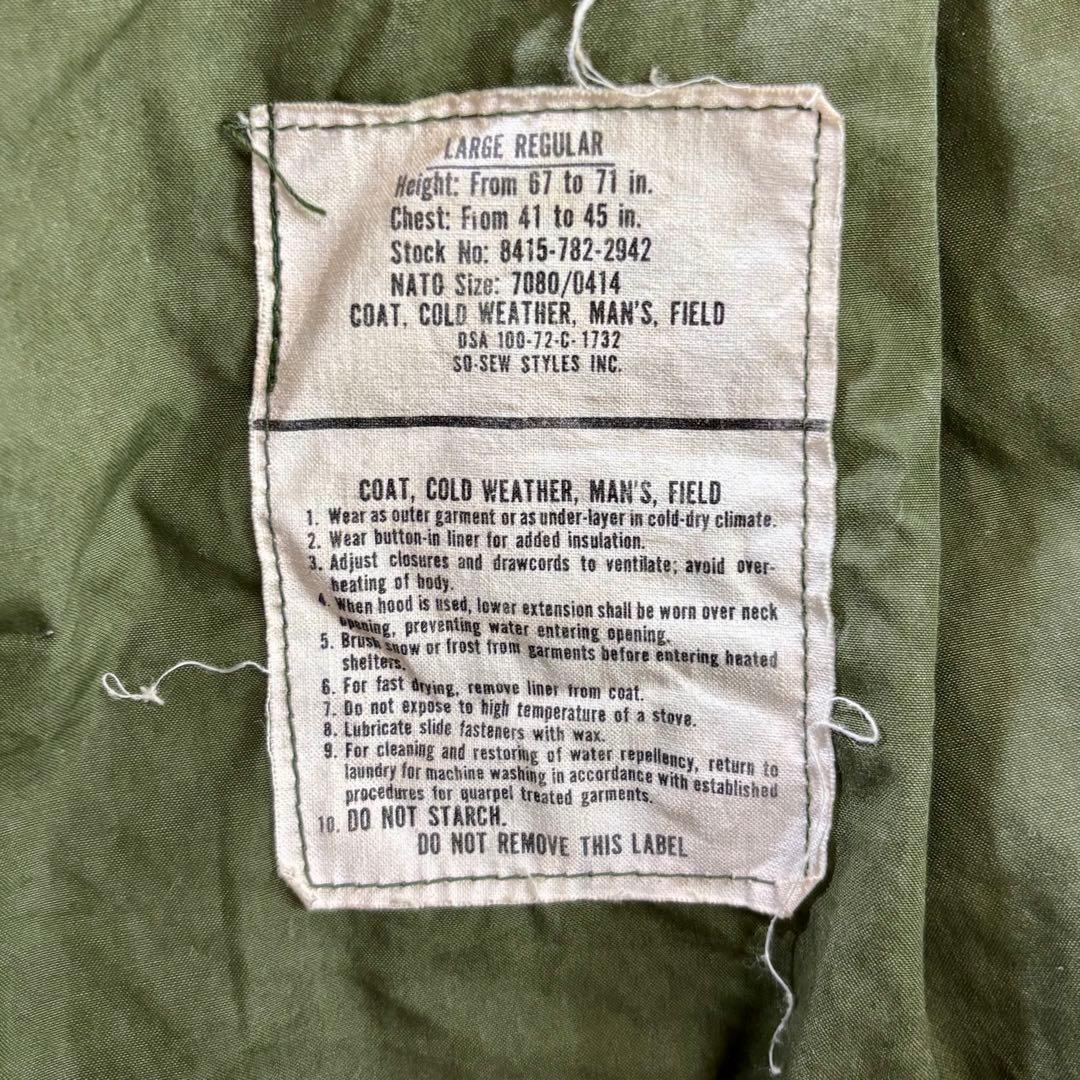 LARGE REGULAR
Height: From 67 to 71 in.
Chest: From 41 to 45 in.
Stock No: 8415-782-2942
NATO Size: 7080/0414
COAT, COLD WEATHER, MAN'S, FIELD
DSA 100-72-C-1732
SO-SEW STYLES INC.
COAT, COLD WEATHER, MAN'S, FIELD
1. Wear as outer garment or as under-layer in cold-dry climate.
2. Wear button-in liner for added insulation.
3. Adjust closures and drawcords to ventilate; avoid over-
heating of body.
4. When hood is used, lower extension shall be worn over neck
opening, preventing water entering opening.
5. Brush snow or frost from garments before entering heated
shelters.
6. For fast drying, remove liner from coat.
7. Do not expose to high temperature of a stove.
8. Lubricate slide fasteners with wax.
9. For cleaning and restoring of water repellency, return to
laundry for machine washing in accordance with established
procedures for quarpel treated garments.
10. DO NOT STARCH.
DO NOT REMOVE THIS LABEL